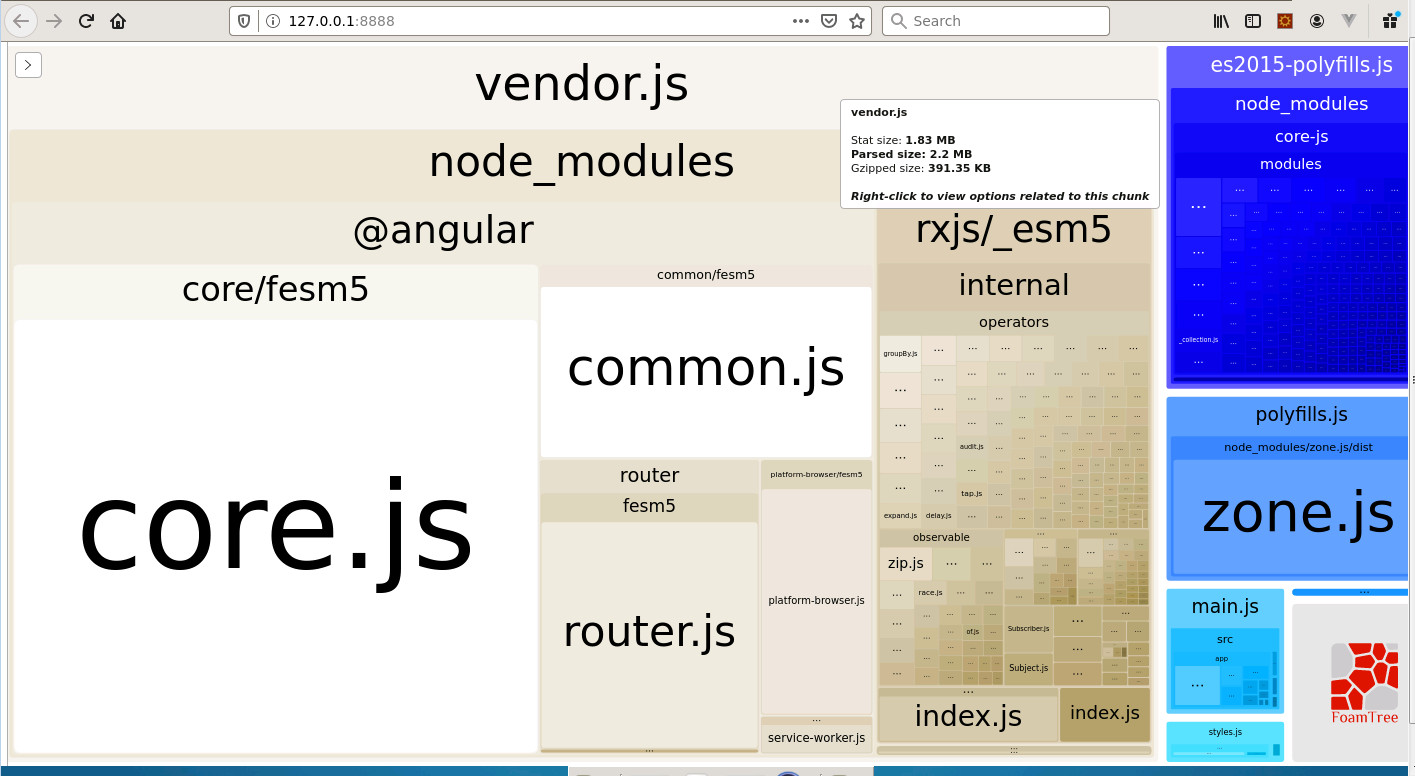 127.0.0.1:8888
Search
vendor.js
node_modules
@angular
core/fesm5
core.js
common/fesm5
common.js
router
fesm5
router.js
platform-browser/fesm5
platform-browser.js
...
service-worker.js
...
vendor.js
Stat size: 1.83 MB
Parsed size: 2.2 MB
Gzipped size: 391.35 KB
Right-click to view options related to this chunk
rxjs/_esm5
internal
operators
groupBy.js
audit.js
tap.js
expand.js
delay.js
observable
zip.js
race.js
of.js
Subscriber.js
Subject.js
...
index.js
index.js
es2015-polyfills.js
node_modules
core-js
modules
_collection.js
polyfills.js
node_modules/zone.js/dist
zone.js
main.js
src
app
...
styles.js
...
FoamTree